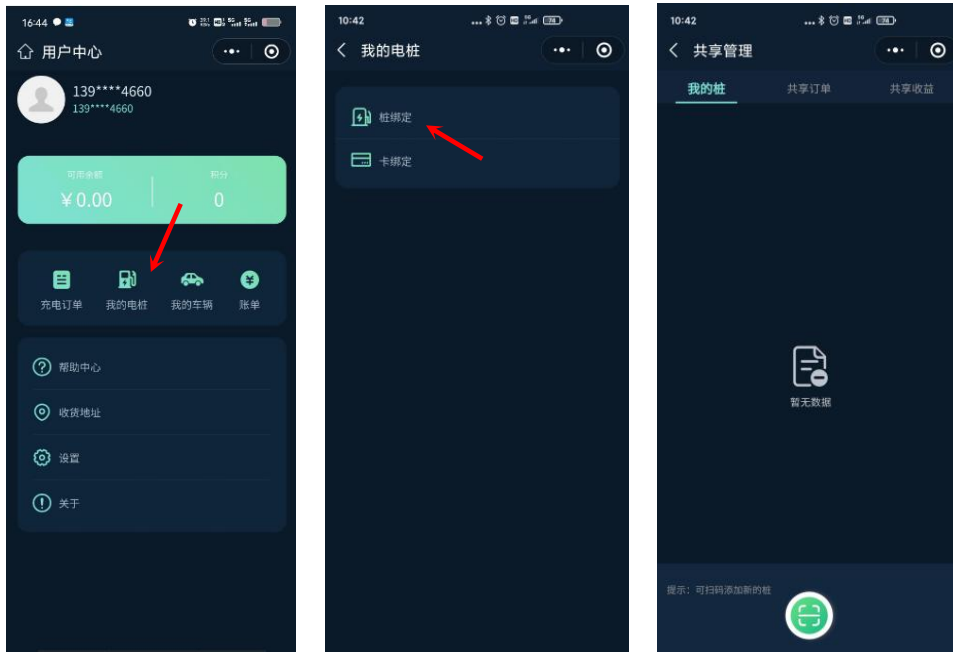 16:44
用户中心
139****4660
139****4660
可用余额
积分
￥0.00
0
充电订单
我的电桩
我的车辆
账单
帮助中心
收货地址
设置
关于
10:42
74
我的电桩
桩绑定
卡绑定
10:42
74
共享管理
我的桩
共享订单
共享收益
暂无数据
提示：可扫码添加新的桩